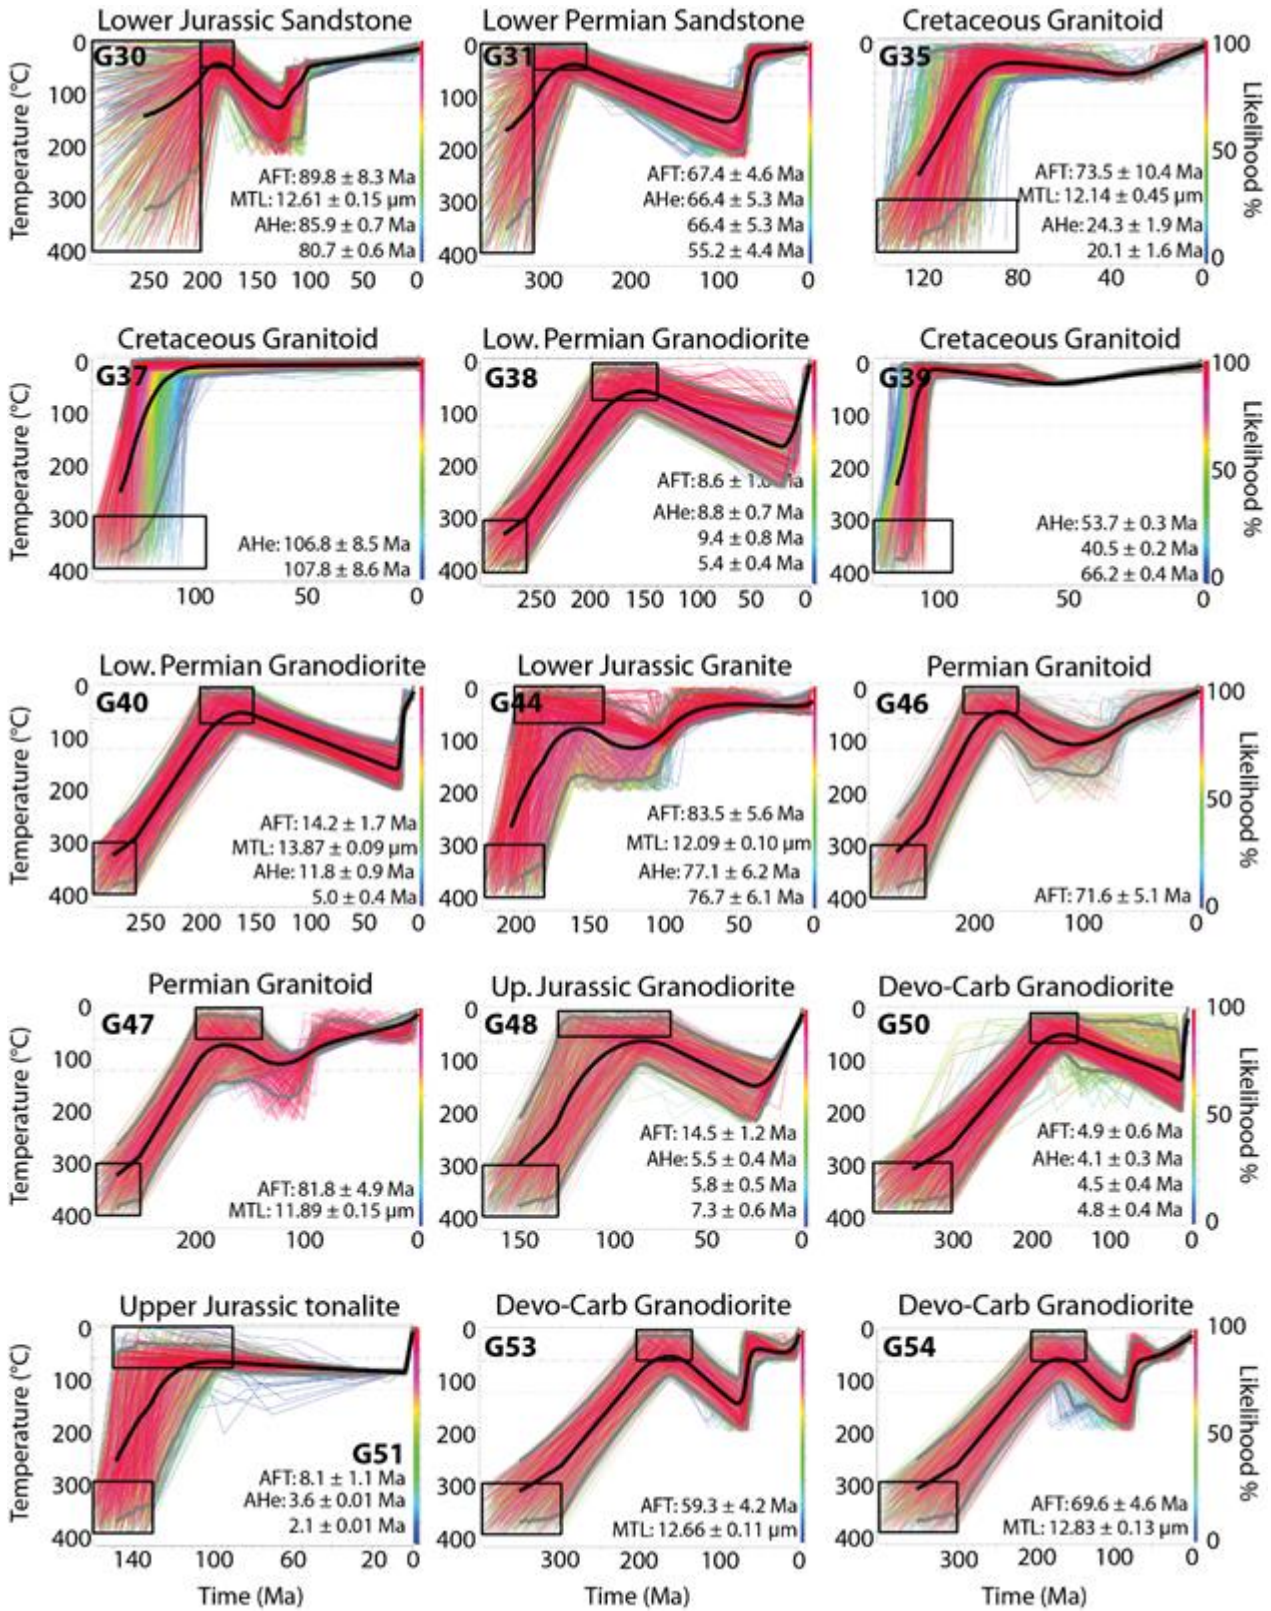 Lower Jurassic Sandstone
Lower Permian Sandstone
Cretaceous Granitoid
Temperature (°C)
0
100
200
300
400
G30
AFT: 89.8 ± 8.3 Ma
MTL: 12.61 ± 0.15 µm
AHe: 85.9 ± 0.7 Ma
80.7 ± 0.6 Ma
250 200 150 100 50 0
0
100
200
300
400
G31
AFT: 67.4 ± 4.6 Ma
AHe: 66.4 ± 5.3 Ma
66.4 ± 5.3 Ma
55.2 ± 4.4 Ma
300 200 100 0
0
G35
AFT: 73.5 ± 10.4 Ma
MTL: 12.14 ± 0.45 µm
AHe: 24.3 ± 1.9 Ma
20.1 ± 1.6 Ma
120 80 40 0
100
50
0
Likelihood %
Cretaceous Granitoid
Low. Permian Granodiorite
Cretaceous Granitoid
Temperature (°C)
0
100
200
300
400
G37
AHe: 106.8 ± 8.5 Ma
107.8 ± 8.6 Ma
100 50 0
0
100
200
300
400
G38
AFT: 8.6 ± 1.0 Ma
AHe: 8.8 ± 0.7 Ma
9.4 ± 0.8 Ma
5.4 ± 0.4 Ma
250 200 150 100 50 0
0
100
200
300
400
G39
AHe: 53.7 ± 0.3 Ma
40.5 ± 0.2 Ma
66.2 ± 0.4 Ma
100 50 0
100
50
0
Likelihood %
Low. Permian Granodiorite
Lower Jurassic Granite
Permian Granitoid
Temperature (°C)
0
100
200
300
400
G40
AFT: 14.2 ± 1.7 Ma
MTL: 13.87 ± 0.09 µm
AHe: 11.8 ± 0.9 Ma
5.0 ± 0.4 Ma
250 200 150 100 50 0
0
100
200
300
400
G44
AFT: 83.5 ± 5.6 Ma
MTL: 12.09 ± 0.10 µm
AHe: 77.1 ± 6.2 Ma
76.7 ± 6.1 Ma
200 150 100 50 0
0
100
200
300
400
G46
AFT: 71.6 ± 5.1 Ma
200 100 0
100
50
0
Likelihood %
Permian Granitoid
Up. Jurassic Granodiorite
Devo-Carb Granodiorite
Temperature (°C)
0
100
200
300
400
G47
AFT: 81.8 ± 4.9 Ma
MTL: 11.89 ± 0.15 µm
200 100 0
0
100
200
300
400
G48
AFT: 14.5 ± 1.2 Ma
AHe: 5.5 ± 0.4 Ma
5.8 ± 0.5 Ma
7.3 ± 0.6 Ma
150 100 50 0
0
100
200
300
400
G50
AFT: 4.9 ± 0.6 Ma
AHe: 4.1 ± 0.3 Ma
4.5 ± 0.4 Ma
4.8 ± 0.4 Ma
300 200 100 0
100
50
0
Likelihood %
Upper Jurassic tonalite
Devo-Carb Granodiorite
Devo-Carb Granodiorite
Temperature (°C)
0
100
200
300
400
G51
AFT: 8.1 ± 1.1 Ma
AHe: 3.6 ± 0.01 Ma
2.1 ± 0.01 Ma
140 100 60 20 0
Time (Ma)
0
100
200
300
400
G53
AFT: 59.3 ± 4.2 Ma
MTL: 12.66 ± 0.11 µm
300 200 100 0
Time (Ma)
0
100
200
300
400
G54
AFT: 69.6 ± 4.6 Ma
MTL: 12.83 ± 0.13 µm
300 200 100 0
Time (Ma)
100
50
0
Likelihood %